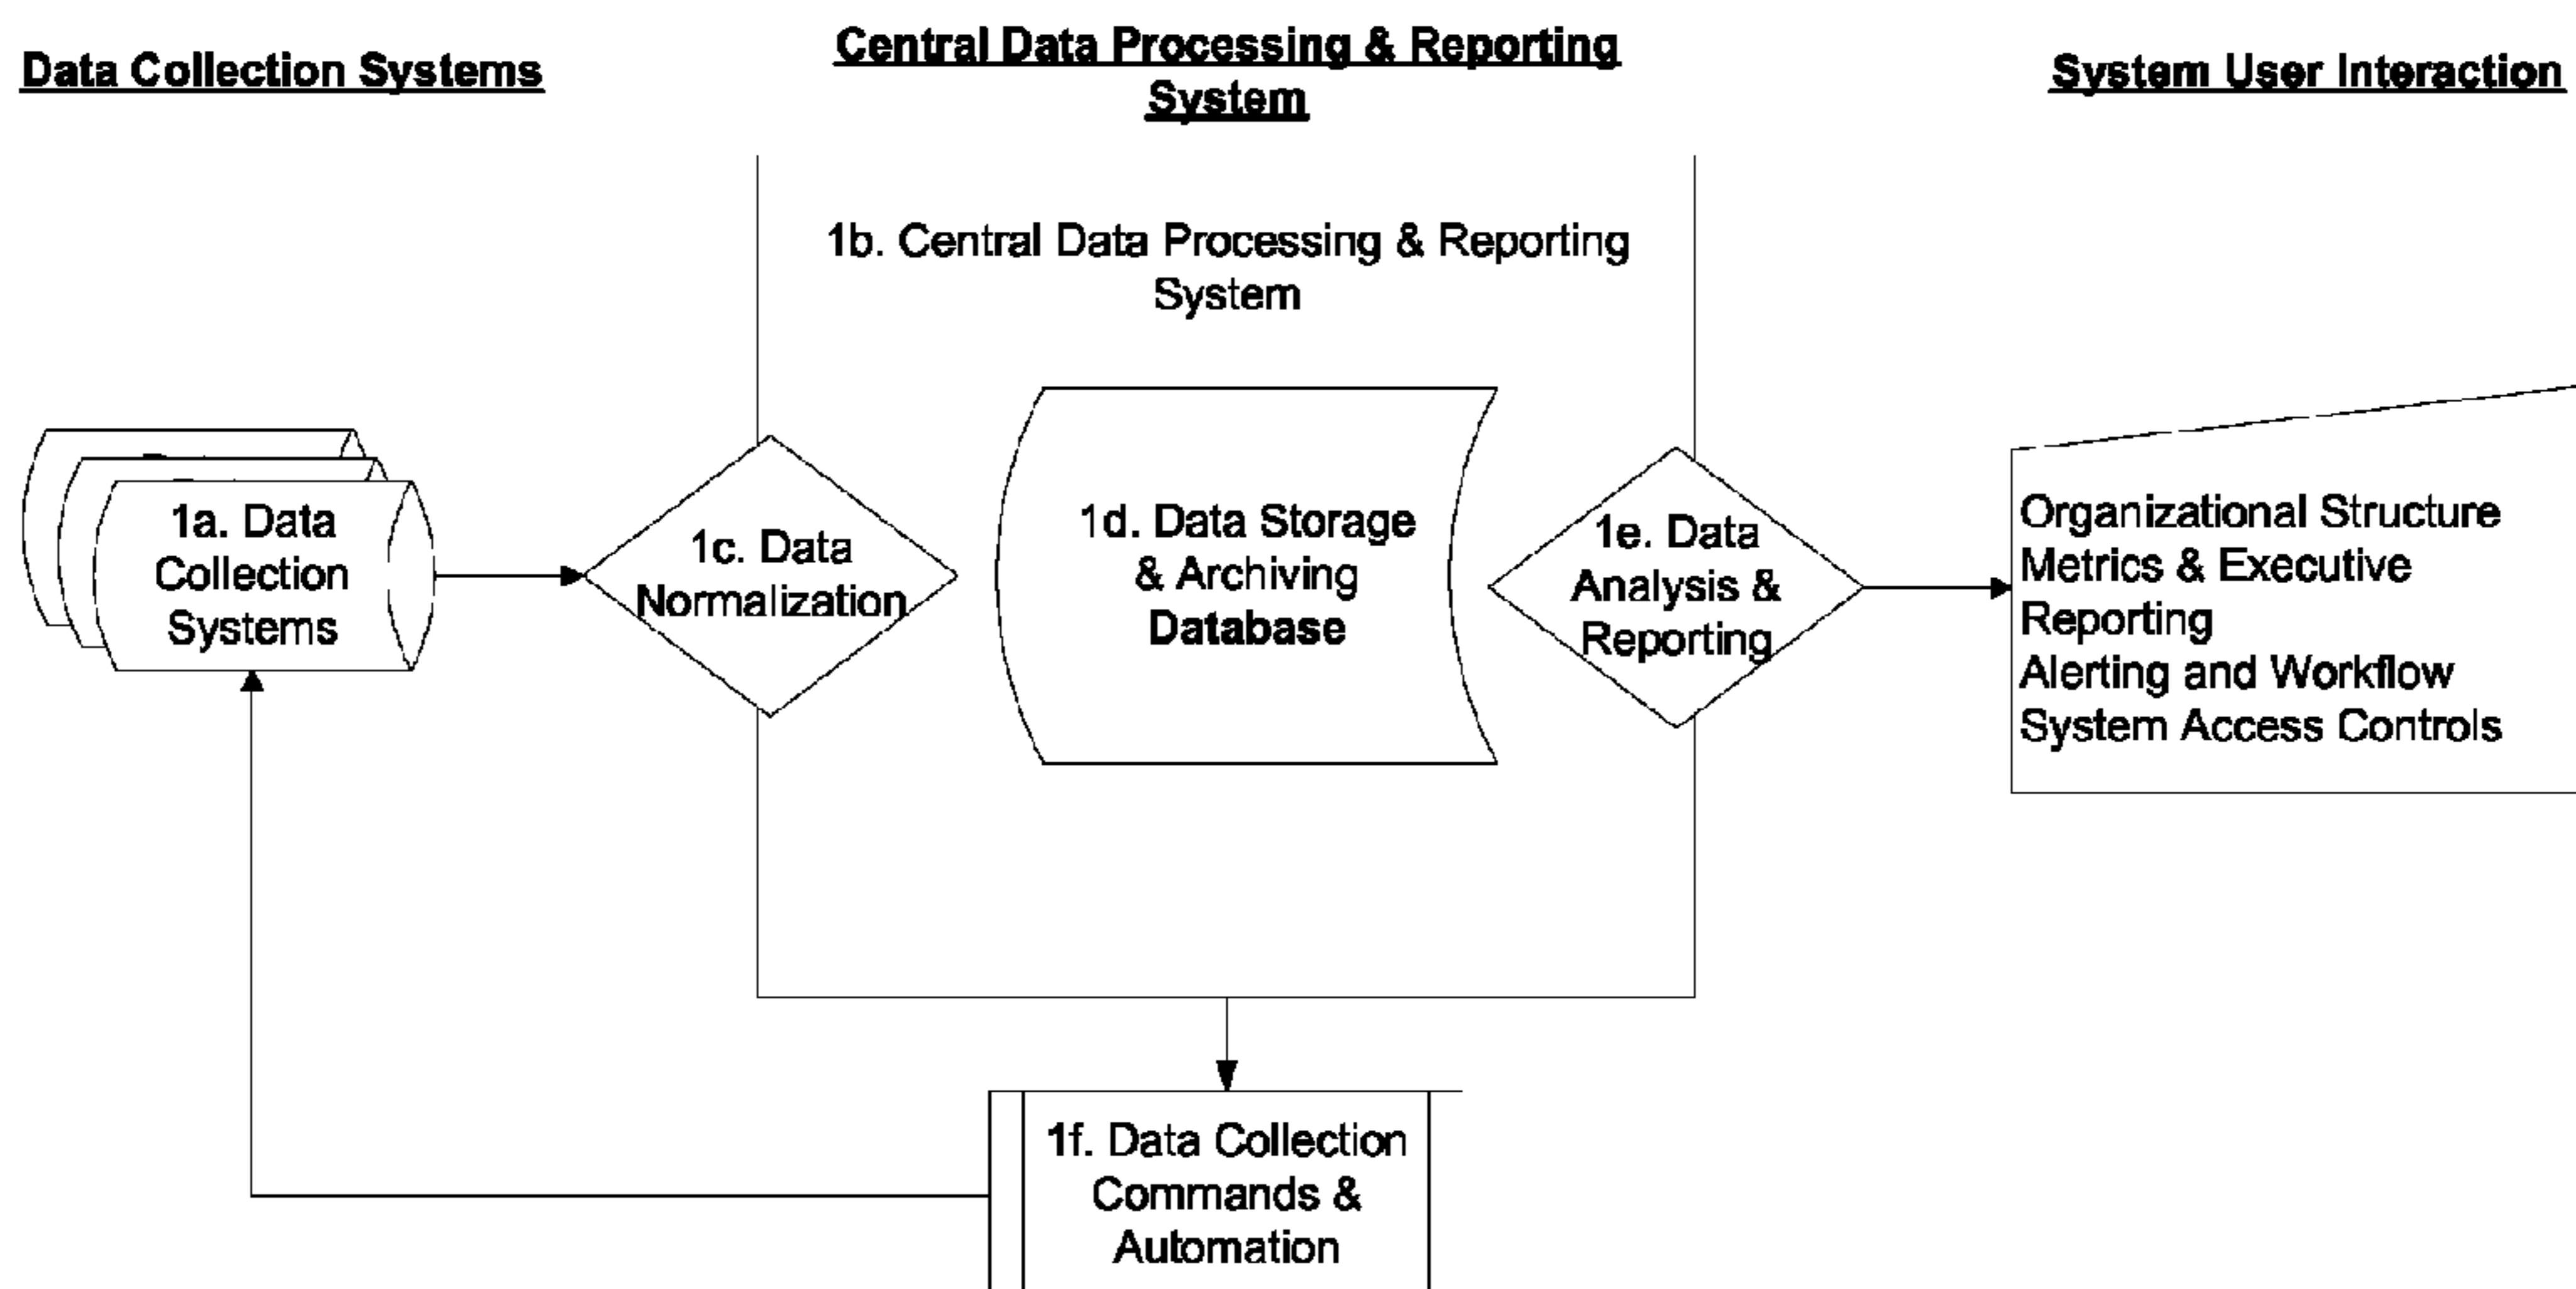 Data Collection Systems
Central Data Processing & Reporting
System
System User Interaction
1b. Central Data Processing & Reporting
System
1a. Data
Collection
Systems
1c. Data
Normalization
1d. Data Storage
& Archiving
Database
1e. Data
Analysis &
Reporting
Organizational Structure
Metrics & Executive
Reporting
Alerting and Workflow
System Access Controls
1f. Data Collection
Commands &
Automation